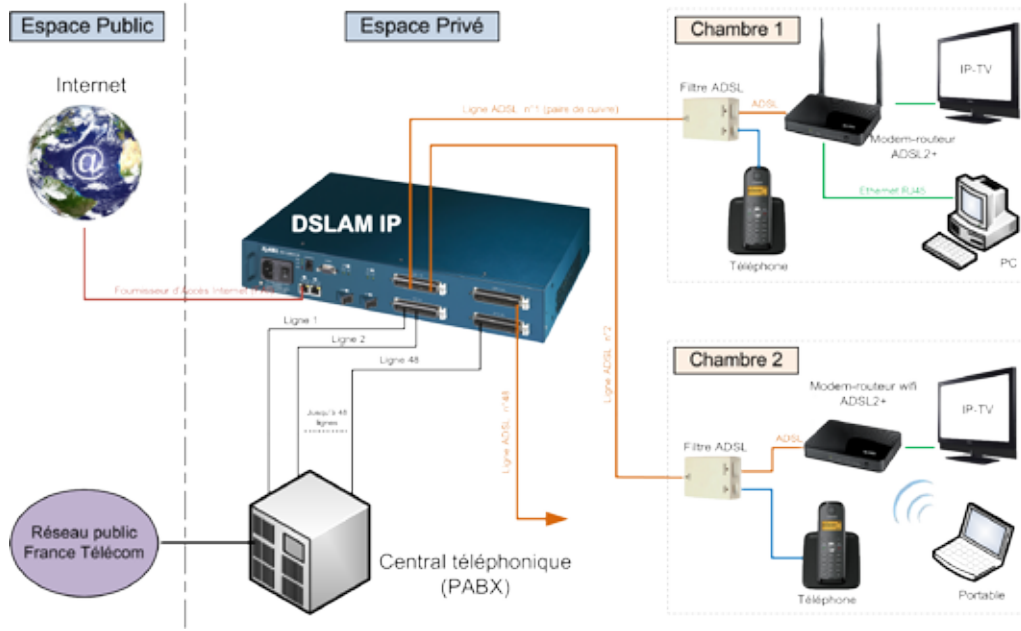 Espace Public
Espace Privé
Internet
@
DSLAM IP
ZyXEL
Fournisseur d'Accès Internet
Ligne 1
Ligne 2
Ligne 48
Jusqu'à 48
lignes
Réseau public
France Télécom
Central téléphonique
(PABX)
Ligne ADSL n°1 (paire de cuivre)
Ligne ADSL n°2
Ligne ADSL n°48
Chambre 1
Filtre ADSL
ADSL
IP-TV
Modem-routeur
ADSL2+
Ethernet RJ45
Téléphone
PC
Chambre 2
Modem-routeur wifi
ADSL2+
IP-TV
Filtre ADSL
ADSL
Téléphone
Portable